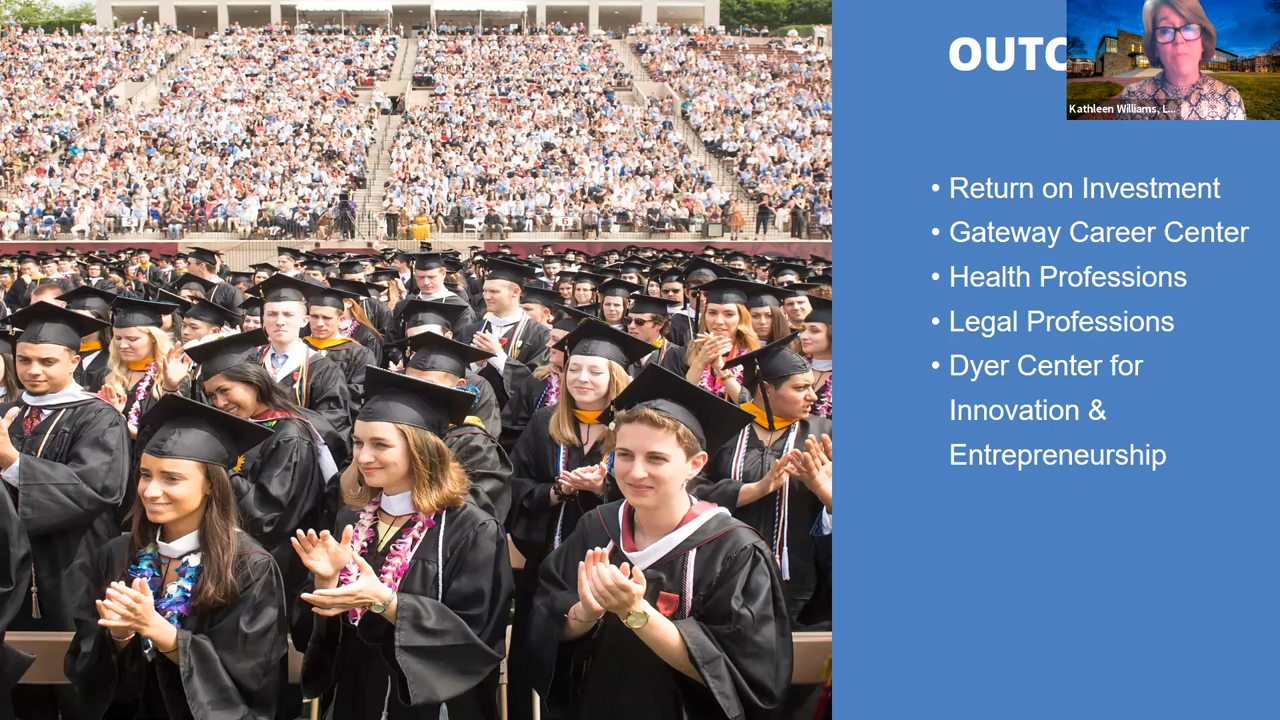 OUTC
Kathleen Williams, L...
• Return on Investment
• Gateway Career Center
• Health Professions
• Legal Professions
• Dyer Center for
Innovation &
Entrepreneurship